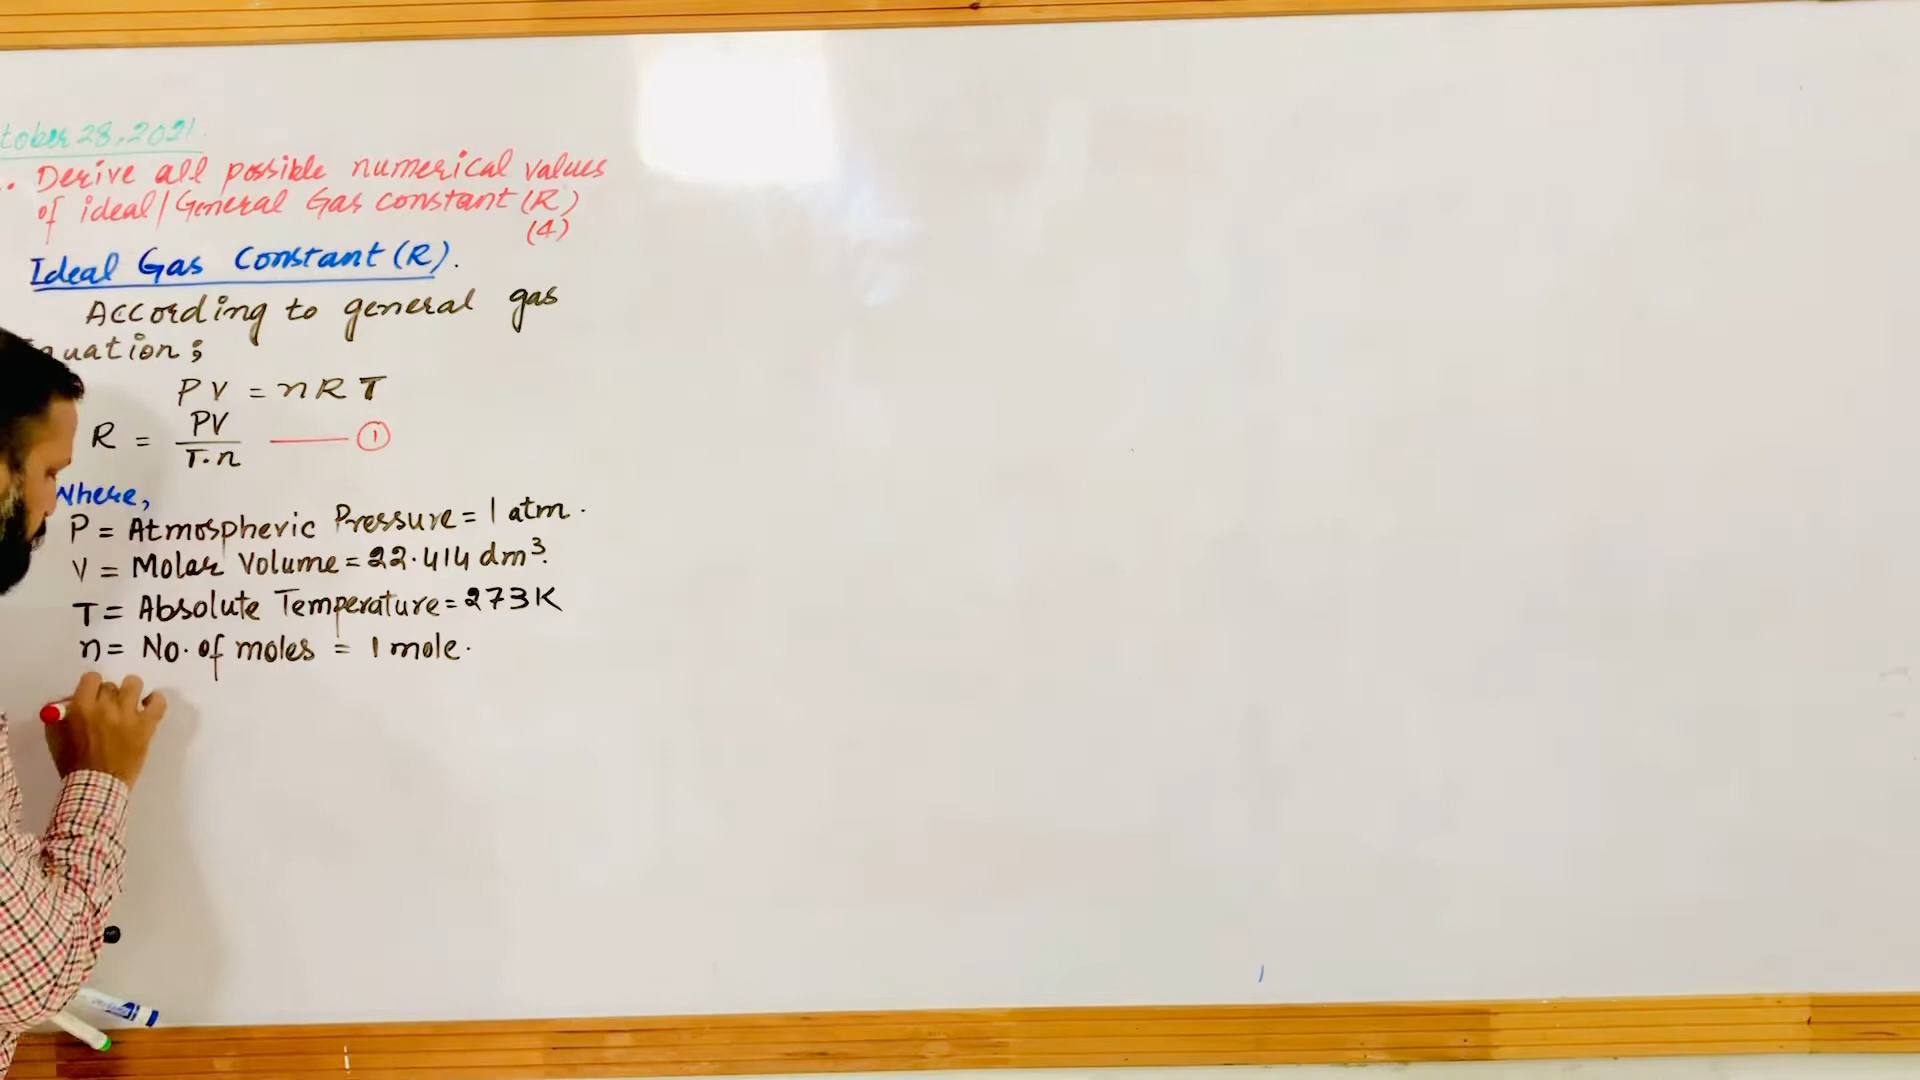 tober 28, 2021.
. Derive all possible numerical values
of ideal/General Gas constant (R)
(4)
Ideal Gas Constant (R).
According to general gas
quation;
PV = nRT
R = PV / T.n ——— ①
Where,
P = Atmospheric Pressure = 1 atm.
V = Molar Volume = 22.414 dm³.
T = Absolute Temperature = 273K
n = No. of moles = 1 mole.